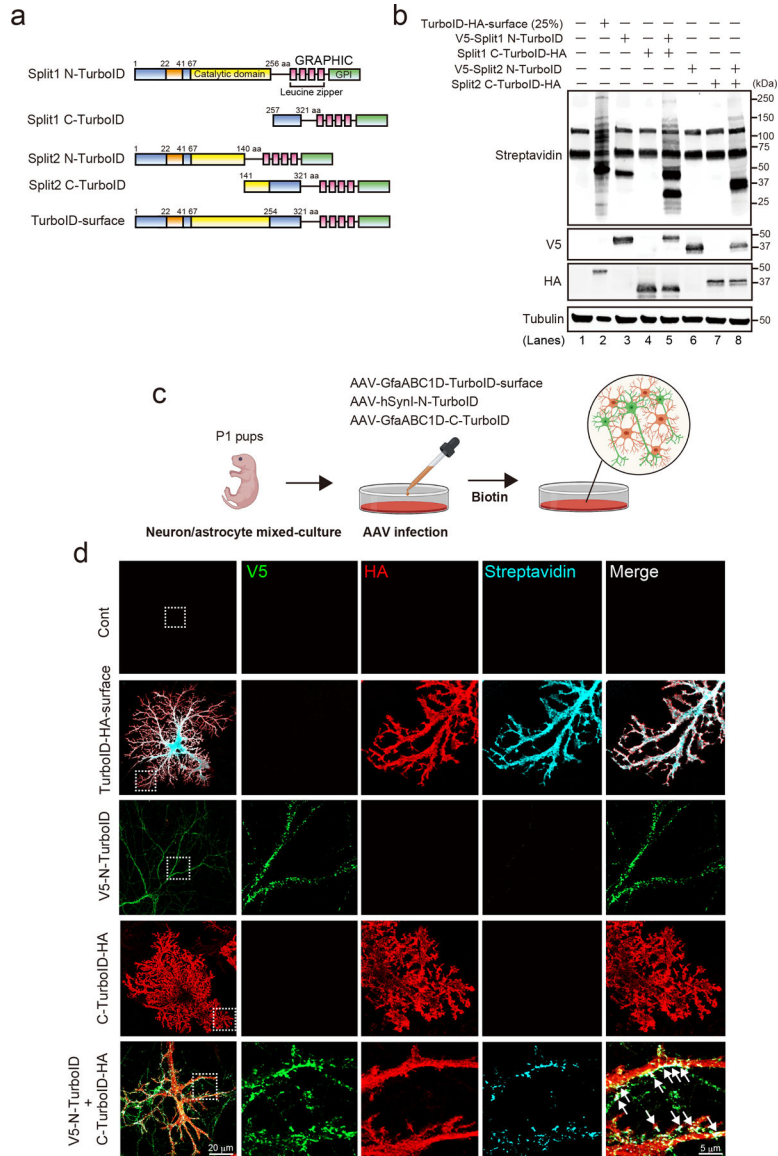 a
1 22 41 67 256 aa GRAPHIC
Split1 N-TurboID Catalytic domain GPI
Leucine zipper
257 321 aa
Split1 C-TurboID
1 22 41 67 140 aa
Split2 N-TurboID
141 321 aa
Split2 C-TurboID
1 22 41 67 254 321 aa
TurboID-surface
b
TurboID-HA-surface (25%) — + — — — — — —
V5-Split1 N-TurboID — — + — + — — —
Split1 C-TurboID-HA — — — + + — — —
V5-Split2 N-TurboID — — — — — + — +
Split2 C-TurboID-HA — — — — — — + +
(kDa)
250
150
100
Streptavidin
75
50
37
25
V5
50
37
HA
50
37
Tubulin
50
(Lanes) 1 2 3 4 5 6 7 8
c
AAV-GfaABC1D-TurboID-surface
AAV-hSynI-N-TurboID
AAV-GfaABC1D-C-TurboID
P1 pups
Biotin
Neuron/astrocyte mixed-culture AAV infection
d
V5 HA Streptavidin Merge
Cont
TurboID-HA-surface
V5-N-TurboID
C-TurboID-HA
V5-N-TurboID
+
C-TurboID-HA
20 μm 5 μm